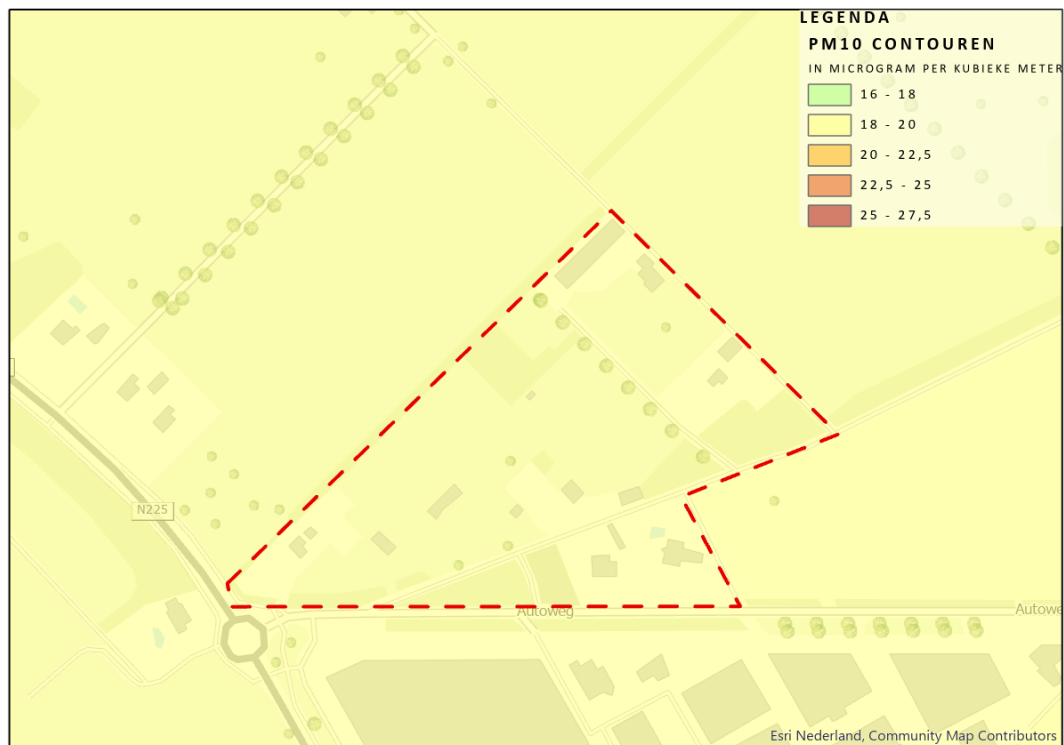 LEGENDA
PM10 CONTOUREN
IN MICROGRAM PER KUBIEKE METER
16 - 18
18 - 20
20 - 22,5
22,5 - 25
25 - 27,5
N225
Autoweg
Autowe
Esri Nederland, Community Map Contributors